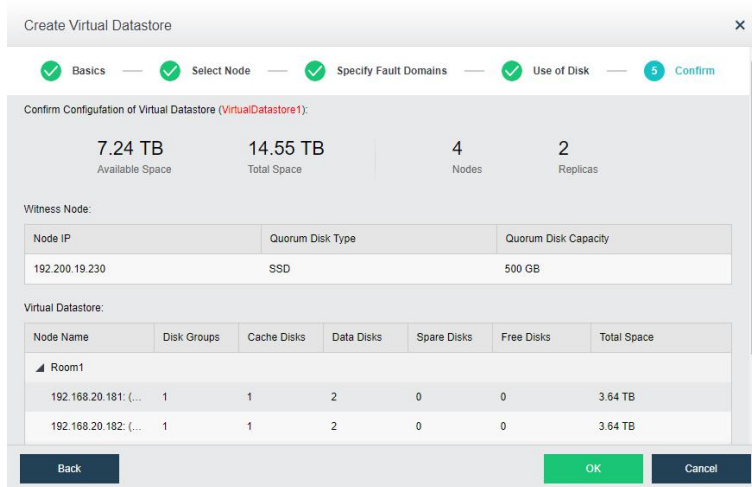 Create Virtual Datastore ×
Basics Select Node Specify Fault Domains Use of Disk 5 Confirm
Confirm Configufation of Virtual Datastore (VirtualDatastore1):
7.24 TB 14.55 TB 4 2
Available Space Total Space Nodes Replicas
Witness Node:
Node IP Quorum Disk Type Quorum Disk Capacity
192.200.19.230 SSD 500 GB
Virtual Datastore:
Node Name Disk Groups Cache Disks Data Disks Spare Disks Free Disks Total Space
Room1
192.168.20.181: (... 1 1 2 0 0 3.64 TB
192.168.20.182: (... 1 1 2 0 0 3.64 TB
Back OK Cancel